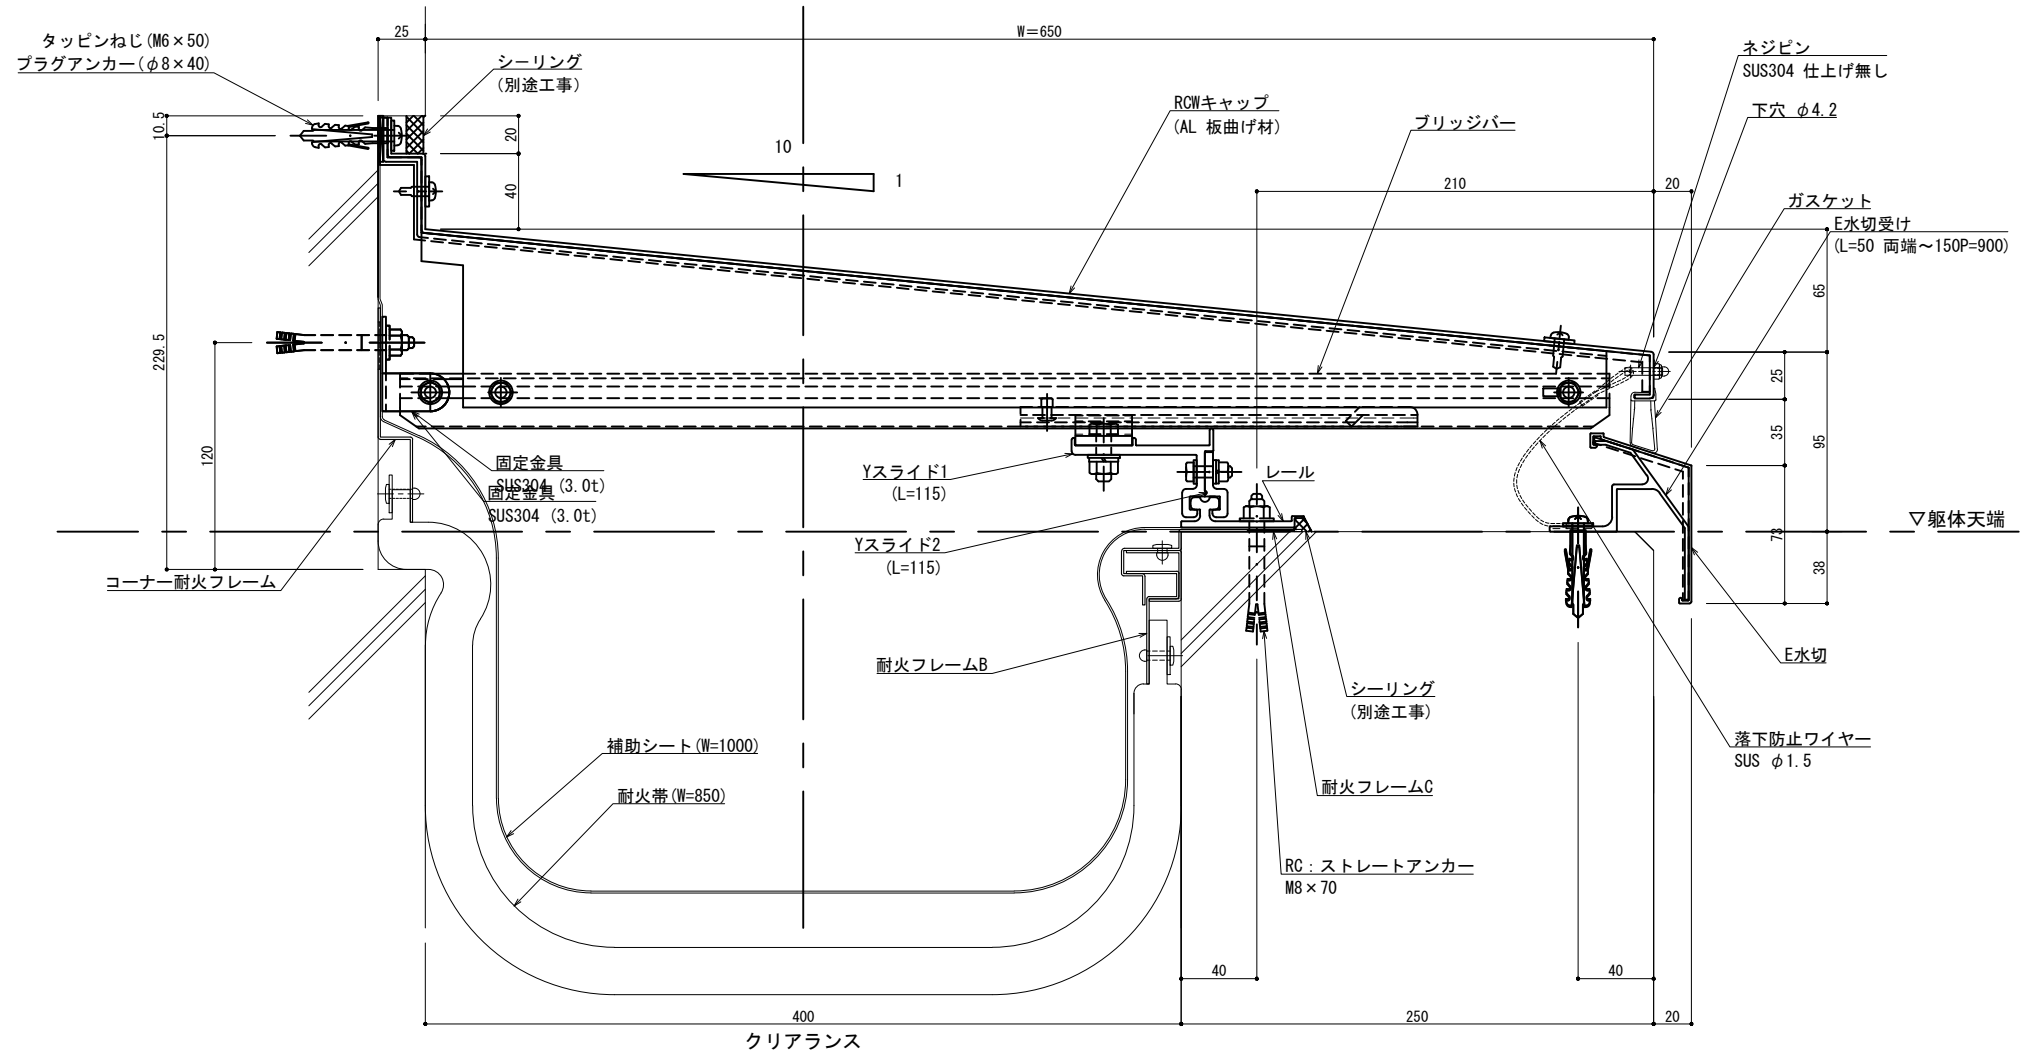 タッピンねじ(M6×50)
プラグアンカー(φ8×40)
25
W=650
シーリング
(別途工事)
ネジピン
SUS304 仕上げ無し
下穴 φ4.2
RCWキャップ
(AL 板曲げ材)
ブリッジバー
10.5
20
40
10
1
210
20
ガスケット
E水切受け
(L=50 両端～150P=900)
65
229.5
120
25
35
95
73
38
固定金具
SUS304 (3.0t)
固定金具
SUS304 (3.0t)
Yスライド1
(L=115)
レール
▽躯体天端
Yスライド2
(L=115)
コーナー耐火フレーム
耐火フレームB
E水切
シーリング
(別途工事)
落下防止ワイヤー
SUS φ1.5
補助シート(W=1000)
耐火帯(W=850)
耐火フレームC
RC：ストレートアンカー
M8×70
40
40
400
250
20
クリアランス